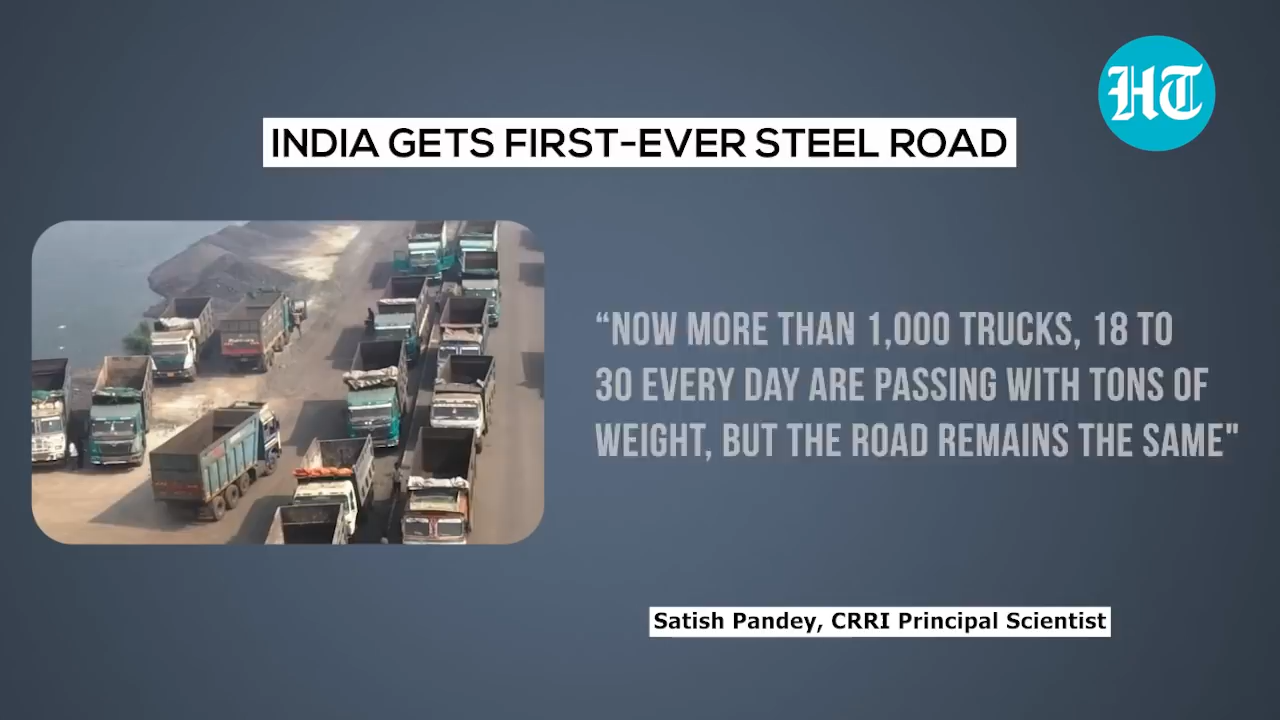 HT
INDIA GETS FIRST-EVER STEEL ROAD
“NOW MORE THAN 1,000 TRUCKS, 18 TO
30 EVERY DAY ARE PASSING WITH TONS OF
WEIGHT, BUT THE ROAD REMAINS THE SAME"
Satish Pandey, CRRI Principal Scientist